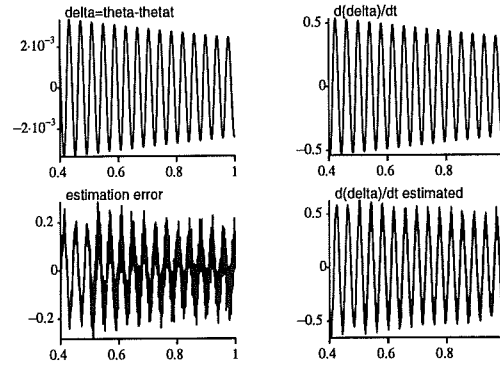 delta=theta-thetat
2·10⁻³
0
−2·10⁻³
0.4 0.6 0.8 1
d(delta)/dt
0.5
0
−0.5
0.4 0.6 0.8
estimation error
0.2
0
−0.2
0.4 0.6 0.8 1
d(delta)/dt estimated
0.5
0
−0.5
0.4 0.6 0.8